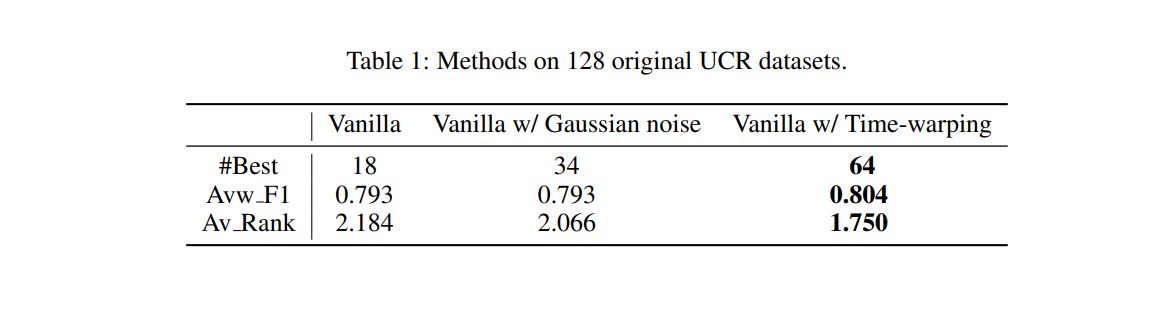 Table 1: Methods on 128 original UCR datasets.
Vanilla Vanilla w/ Gaussian noise Vanilla w/ Time-warping
#Best 18 34 64
Avw_F1 0.793 0.793 0.804
Av_Rank 2.184 2.066 1.750